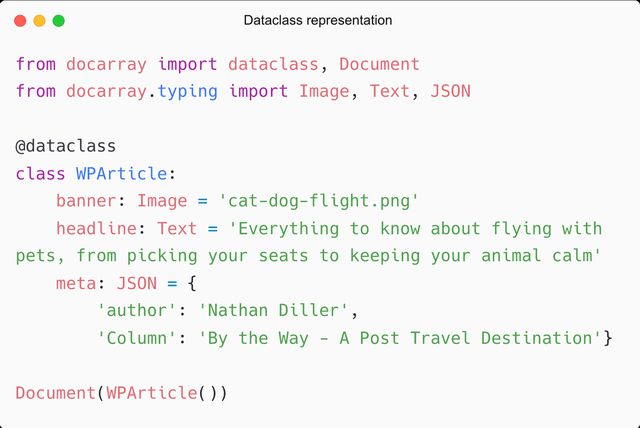 Dataclass representation
from docarray import dataclass, Document
from docarray.typing import Image, Text, JSON
@dataclass
class WPArticle:
    banner: Image = 'cat-dog-flight.png'
    headline: Text = 'Everything to know about flying with
pets, from picking your seats to keeping your animal calm'
    meta: JSON = {
        'author': 'Nathan Diller',
        'Column': 'By the Way - A Post Travel Destination'}
Document(WPArticle())